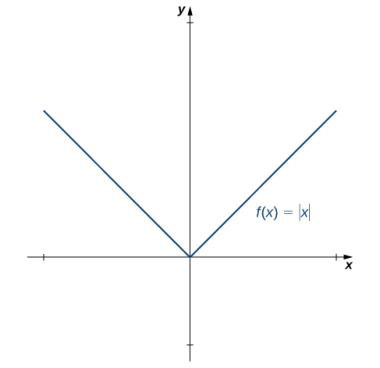 y
f(x) = |x|
x